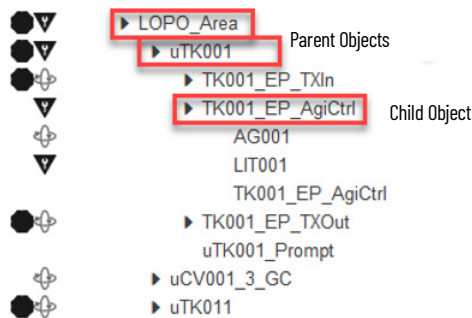 LOPO_Area
uTK001
Parent Objects
TK001_EP_TXIn
TK001_EP_AgiCtrl
Child Object
AG001
LIT001
TK001_EP_AgiCtrl
TK001_EP_TXOut
uTK001_Prompt
uCV001_3_GC
uTK011